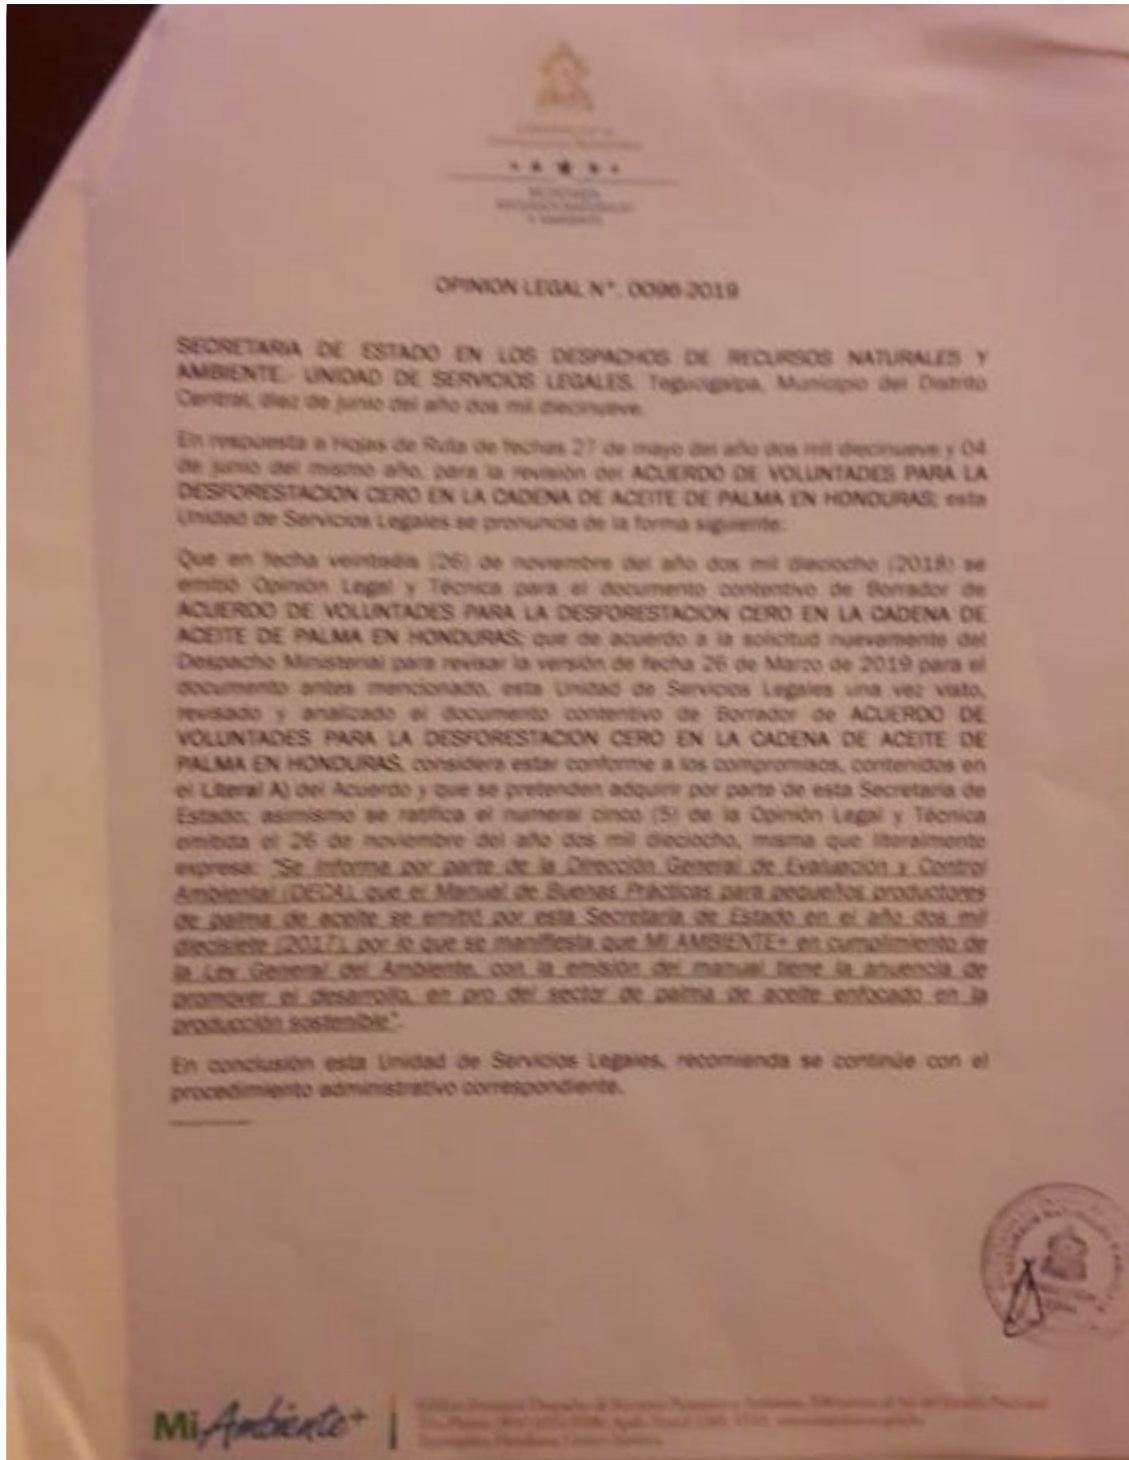 SECRETARÍA
RECURSOS NATURALES
Y AMBIENTE
OPINION LEGAL N°. 0096-2019
SECRETARIA DE ESTADO EN LOS DESPACHOS DE RECURSOS NATURALES Y
AMBIENTE.- UNIDAD DE SERVICIOS LEGALES. Tegucigalpa, Municipio del Distrito
Central, diez de junio del año dos mil diecinueve.
En respuesta a Hojas de Ruta de fechas 27 de mayo del año dos mil diecinueve y 04
de junio del mismo año, para la revisión del ACUERDO DE VOLUNTADES PARA LA
DESFORESTACION CERO EN LA CADENA DE ACEITE DE PALMA EN HONDURAS; esta
Unidad de Servicios Legales se pronuncia de la forma siguiente:
Que en fecha veintiséis (26) de noviembre del año dos mil dieciocho (2018) se
emitió Opinión Legal y Técnica para el documento contentivo de Borrador de
ACUERDO DE VOLUNTADES PARA LA DESFORESTACION CERO EN LA CADENA DE
ACEITE DE PALMA EN HONDURAS; que de acuerdo a la solicitud nuevamente del
Despacho Ministerial para revisar la versión de fecha 26 de Marzo de 2019 para el
documento antes mencionado, esta Unidad de Servicios Legales una vez visto,
revisado y analizado el documento contentivo de Borrador de ACUERDO DE
VOLUNTADES PARA LA DESFORESTACION CERO EN LA CADENA DE ACEITE DE
PALMA EN HONDURAS, considera estar conforme a los compromisos, contenidos en
el Literal A) del Acuerdo y que se pretenden adquirir por parte de esta Secretaría de
Estado; asimismo se ratifica el numeral cinco (5) de la Opinión Legal y Técnica
emitida el 26 de noviembre del año dos mil dieciocho, misma que literalmente
expresa: "Se informa por parte de la Dirección General de Evaluación y Control
Ambiental (DECA), que el Manual de Buenas Prácticas para pequeños productores
de palma de aceite se emitió por esta Secretaría de Estado en el año dos mil
diecisiete (2017), por lo que se manifiesta que MI AMBIENTE+ en cumplimiento de
la Ley General del Ambiente, con la emisión del manual tiene la anuencia de
promover el desarrollo, en pro del sector de palma de aceite enfocado en la
producción sostenible".
En conclusión esta Unidad de Servicios Legales, recomienda se continúe con el
procedimiento administrativo correspondiente.
Mi Ambiente+